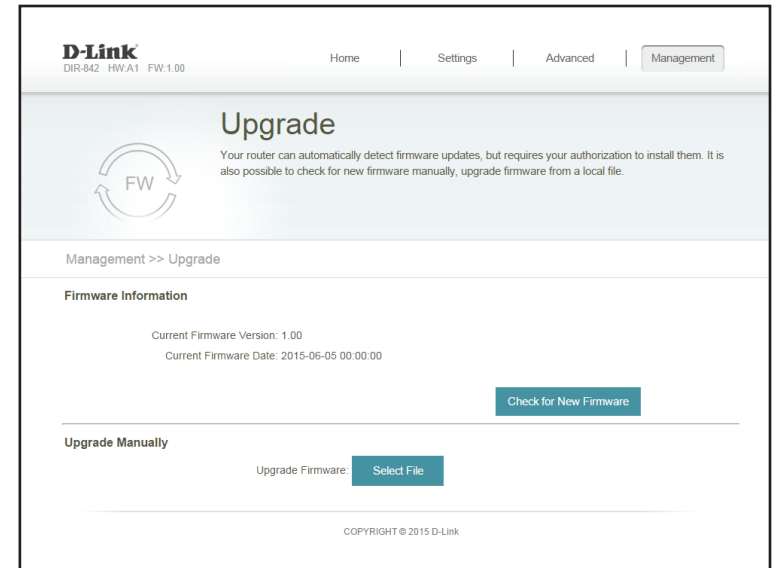 D-Link
DIR-842 HW:A1 FW:1.00
Home | Settings | Advanced | Management
Upgrade
Your router can automatically detect firmware updates, but requires your authorization to install them. It is
also possible to check for new firmware manually, upgrade firmware from a local file.
FW
Management >> Upgrade
Firmware Information
Current Firmware Version: 1.00
Current Firmware Date: 2015-06-05 00:00:00
Check for New Firmware
Upgrade Manually
Upgrade Firmware: Select File
COPYRIGHT © 2015 D-Link